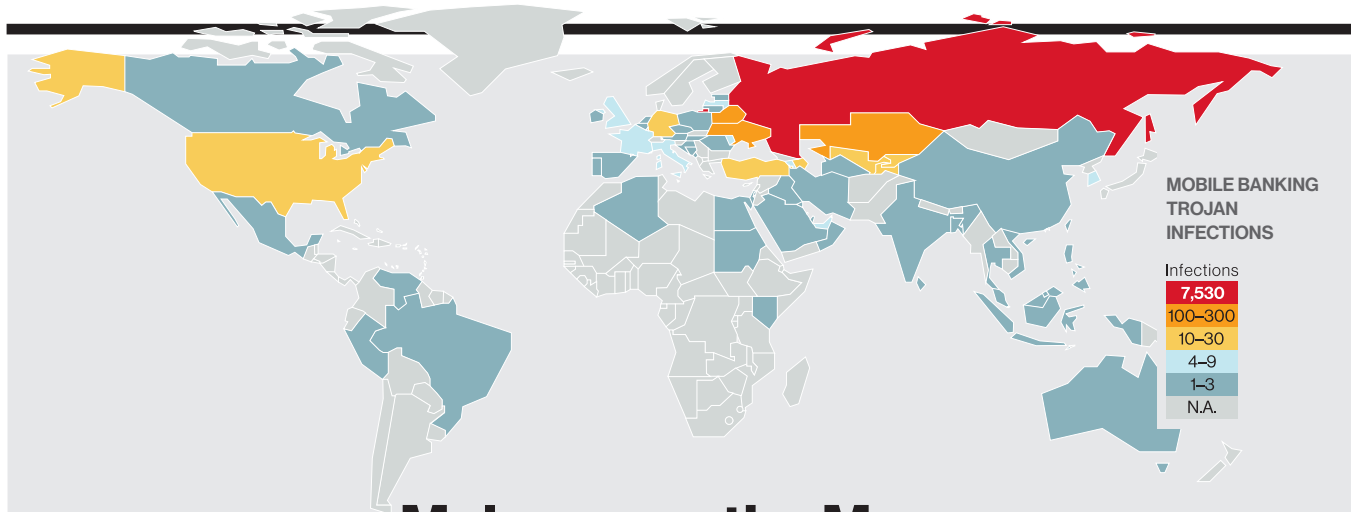 MOBILE BANKING
TROJAN
INFECTIONS
Infections
7,530
100–300
10–30
4–9
1–3
N.A.